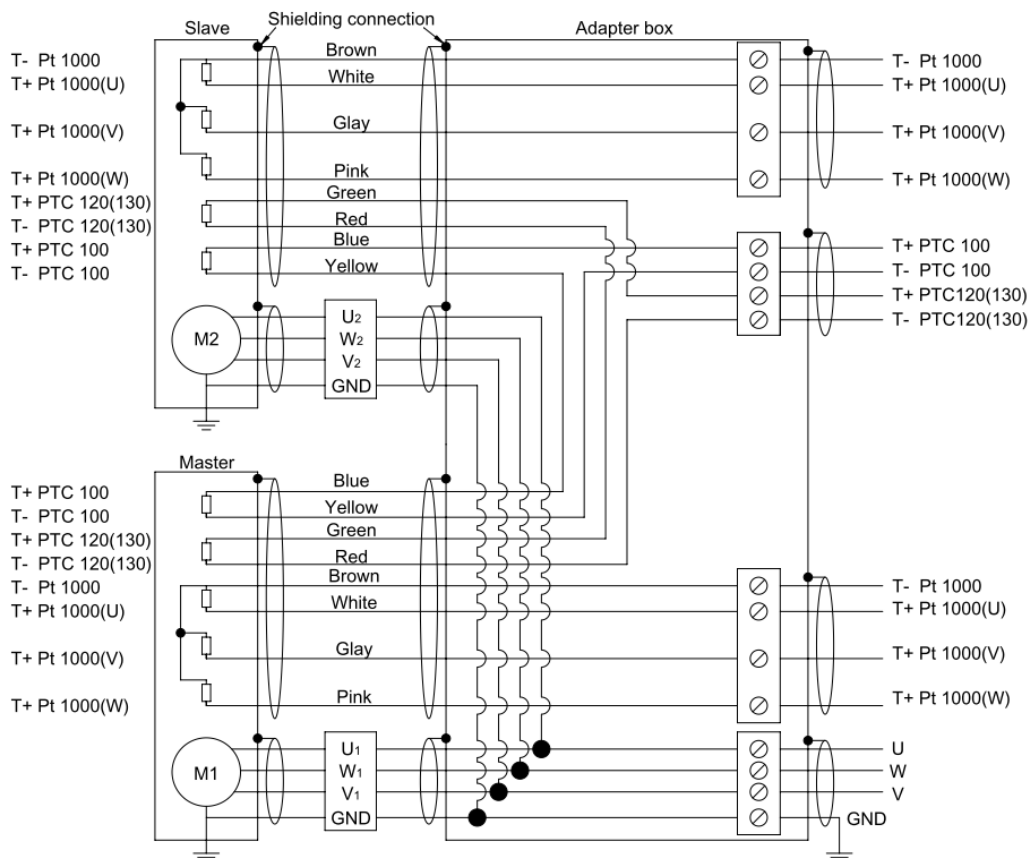 Slave
Shielding connection
Adapter box
T- Pt 1000
T+ Pt 1000(U)
T+ Pt 1000(V)
T+ Pt 1000(W)
T+ PTC 120(130)
T- PTC 120(130)
T+ PTC 100
T- PTC 100
Brown
White
Glay
Pink
Green
Red
Blue
Yellow
T- Pt 1000
T+ Pt 1000(U)
T+ Pt 1000(V)
T+ Pt 1000(W)
T+ PTC 100
T- PTC 100
T+ PTC120(130)
T- PTC120(130)
M2
U2
W2
V2
GND
Master
T+ PTC 100
T- PTC 100
T+ PTC 120(130)
T- PTC 120(130)
T- Pt 1000
T+ Pt 1000(U)
T+ Pt 1000(V)
T+ Pt 1000(W)
Blue
Yellow
Green
Red
Brown
White
Glay
Pink
T- Pt 1000
T+ Pt 1000(U)
T+ Pt 1000(V)
T+ Pt 1000(W)
M1
U1
W1
V1
GND
U
W
V
GND